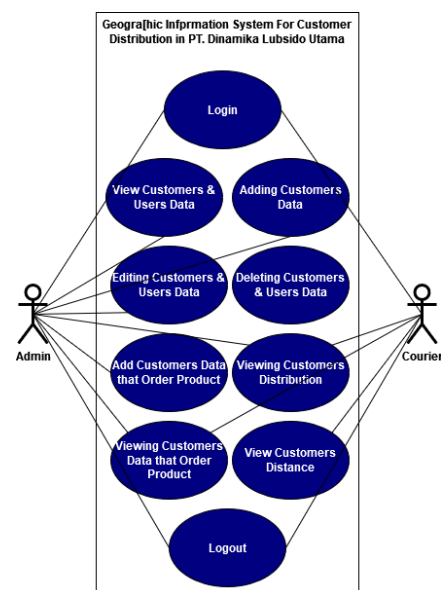 Geogra[hic Infprmation System For Customer
Distribution in PT. Dinamika Lubsido Utama
Login
View Customers &
Users Data
Adding Customers
Data
Editing Customers
& Users Data
Deleting Customers
& Users Data
Admin
Courier
Add Customers Data
that Order Product
Viewing Customers
Distribution
Viewing Customers
Data that Order
Product
View Customers
Distance
Logout